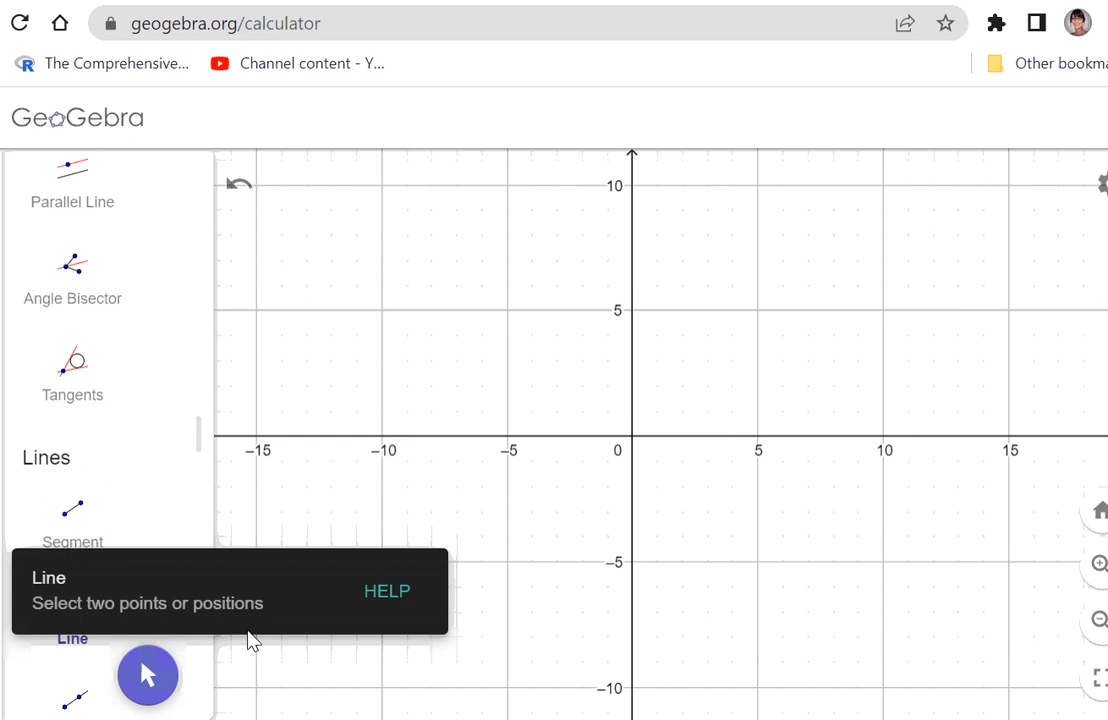 geogebra.org/calculator
The Comprehensive...
Channel content - Y...
Other bookma
GeoGebra
Parallel Line
Angle Bisector
Tangents
Lines
Segment
Line
Select two points or positions
HELP
Line
10
5
−15
−10
−5
0
5
10
15
−5
−10